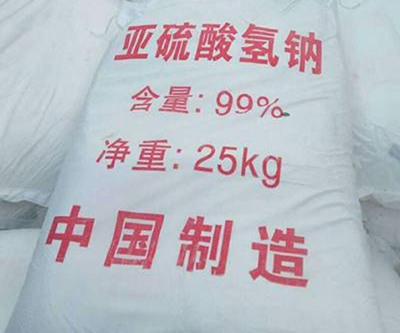 亚硫酸氢钠
含量: 99%
净重: 25kg
中国制造